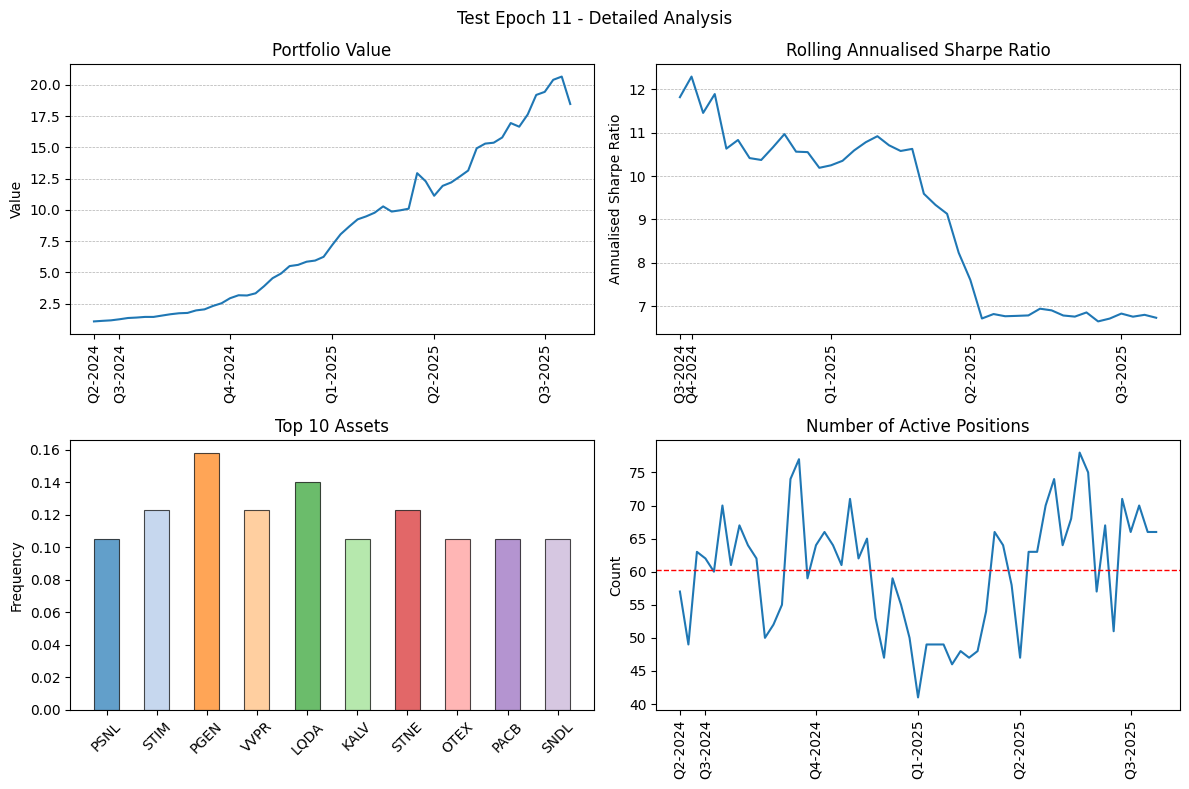 Test Epoch 11 - Detailed Analysis
Portfolio Value
Value
20.0
17.5
15.0
12.5
10.0
7.5
5.0
2.5
Q2-2024
Q3-2024
Q4-2024
Q1-2025
Q2-2025
Q3-2025
Rolling Annualised Sharpe Ratio
Annualised Sharpe Ratio
12
11
10
9
8
7
Q3-2024
Q4-2024
Q1-2025
Q2-2025
Q3-2025
Top 10 Assets
Frequency
0.16
0.14
0.12
0.10
0.08
0.06
0.04
0.02
0.00
PSNL
STIM
PGEN
VVPR
LQDA
KALV
STNE
OTEX
PACB
SNDL
Number of Active Positions
Count
75
70
65
60
55
50
45
40
Q2-2024
Q3-2024
Q4-2024
Q1-2025
Q2-2025
Q3-2025